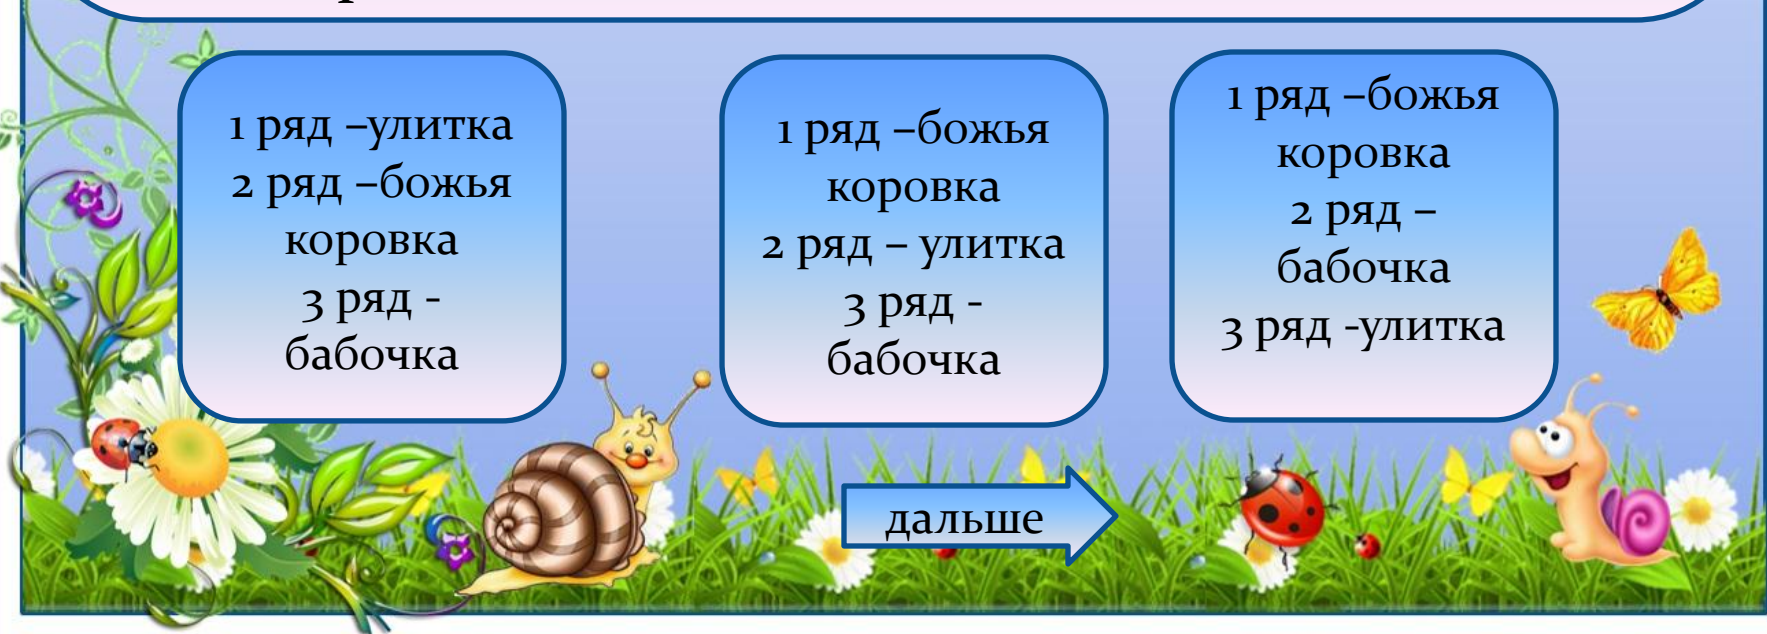 1 ряд –улитка
2 ряд –божья
коровка
3 ряд -
бабочка
1 ряд –божья
коровка
2 ряд – улитка
3 ряд -
бабочка
1 ряд –божья
коровка
2 ряд –
бабочка
3 ряд -улитка
дальше